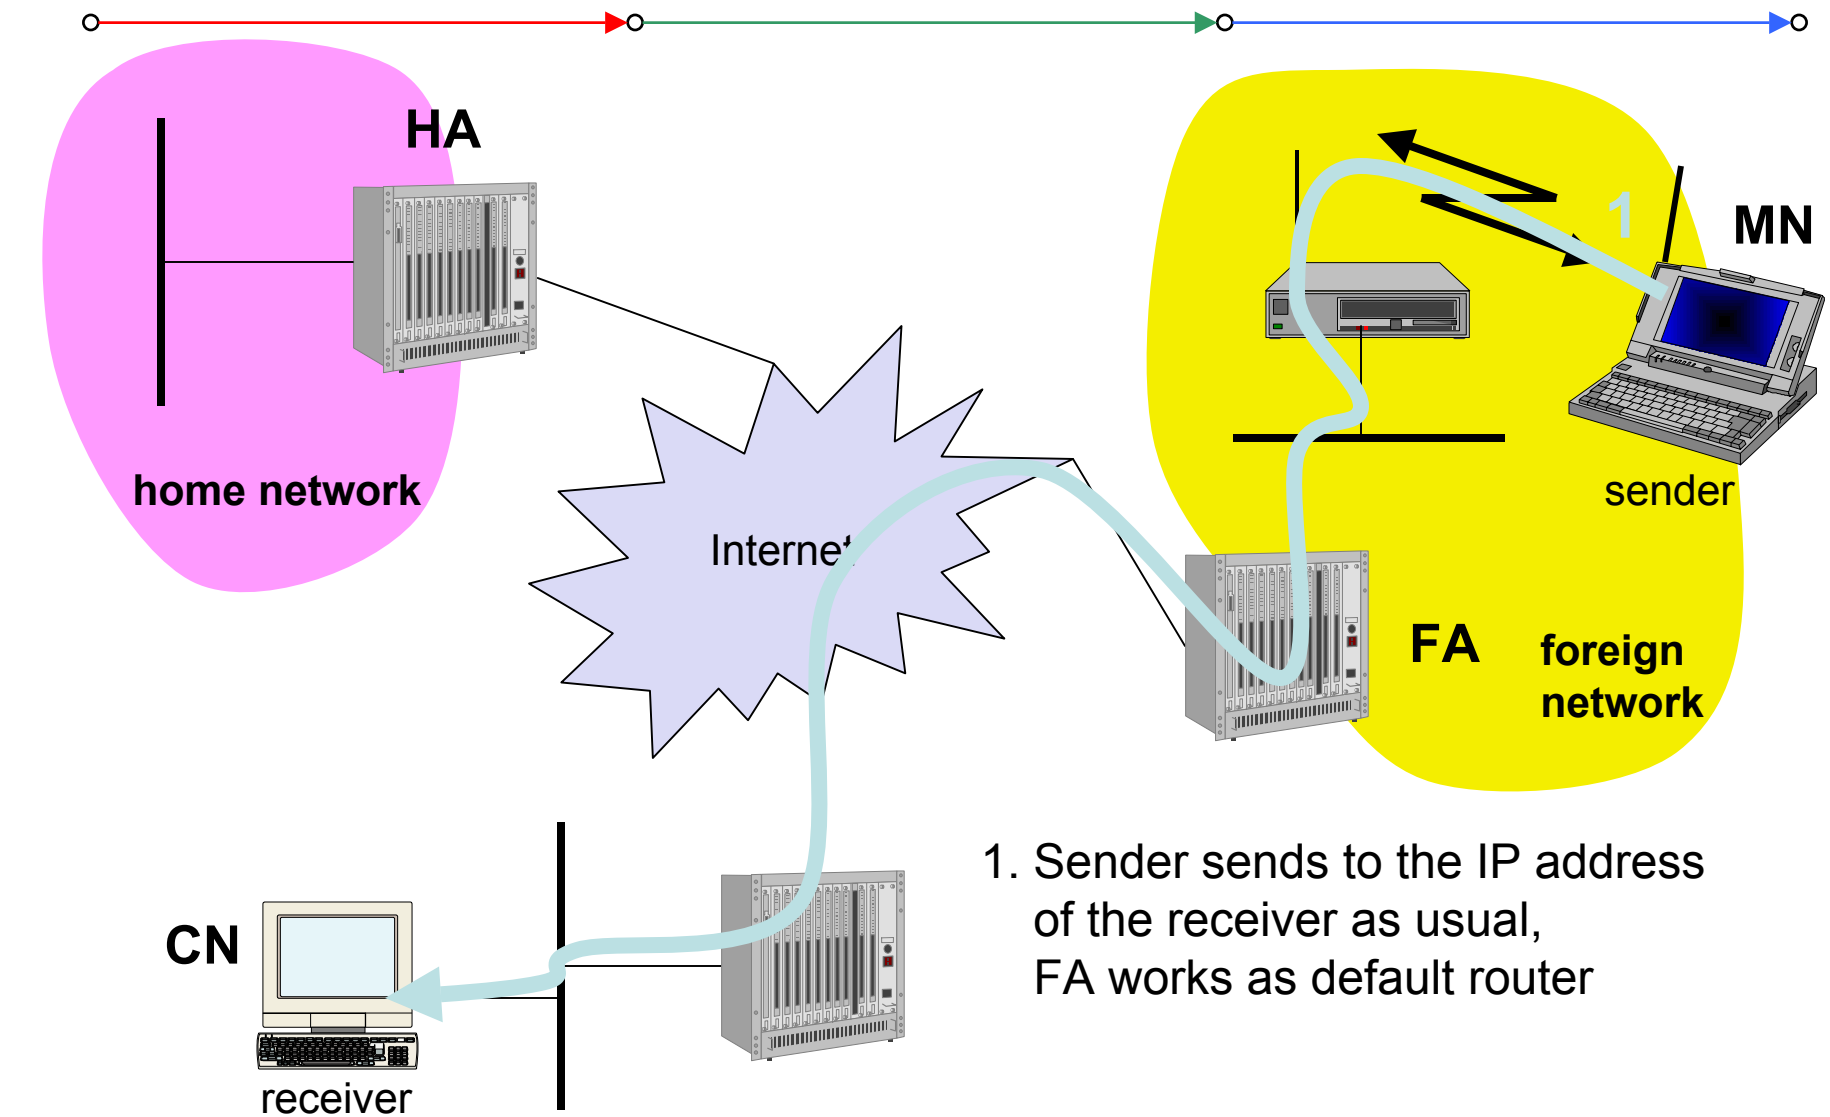 HA
1
MN
home network
sender
Internet
FA
foreign
network
1. Sender sends to the IP address
of the receiver as usual,
FA works as default router
CN
receiver